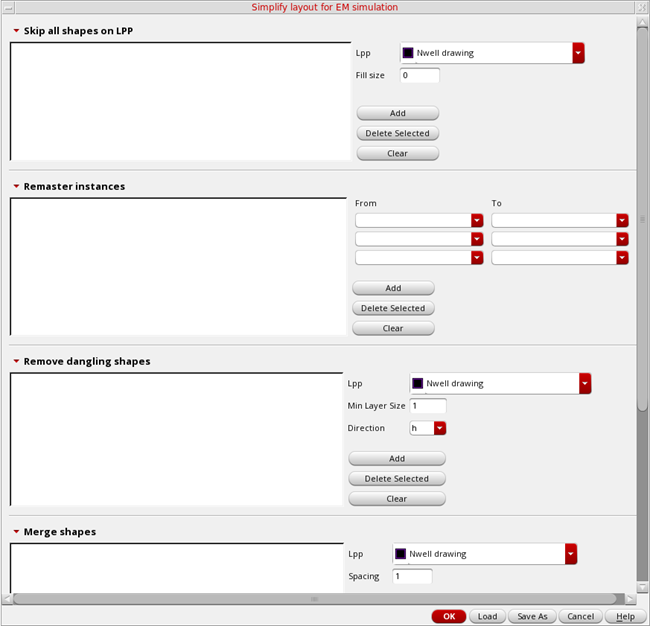 Simplify layout for EM simulation
Skip all shapes on LPP
Lpp Nwell drawing
Fill size 0
Add
Delete Selected
Clear
Remaster instances
From To
Add
Delete Selected
Clear
Remove dangling shapes
Lpp Nwell drawing
Min Layer Size 1
Direction h
Add
Delete Selected
Clear
Merge shapes
Lpp Nwell drawing
Spacing 1
OK Load Save As Cancel Help